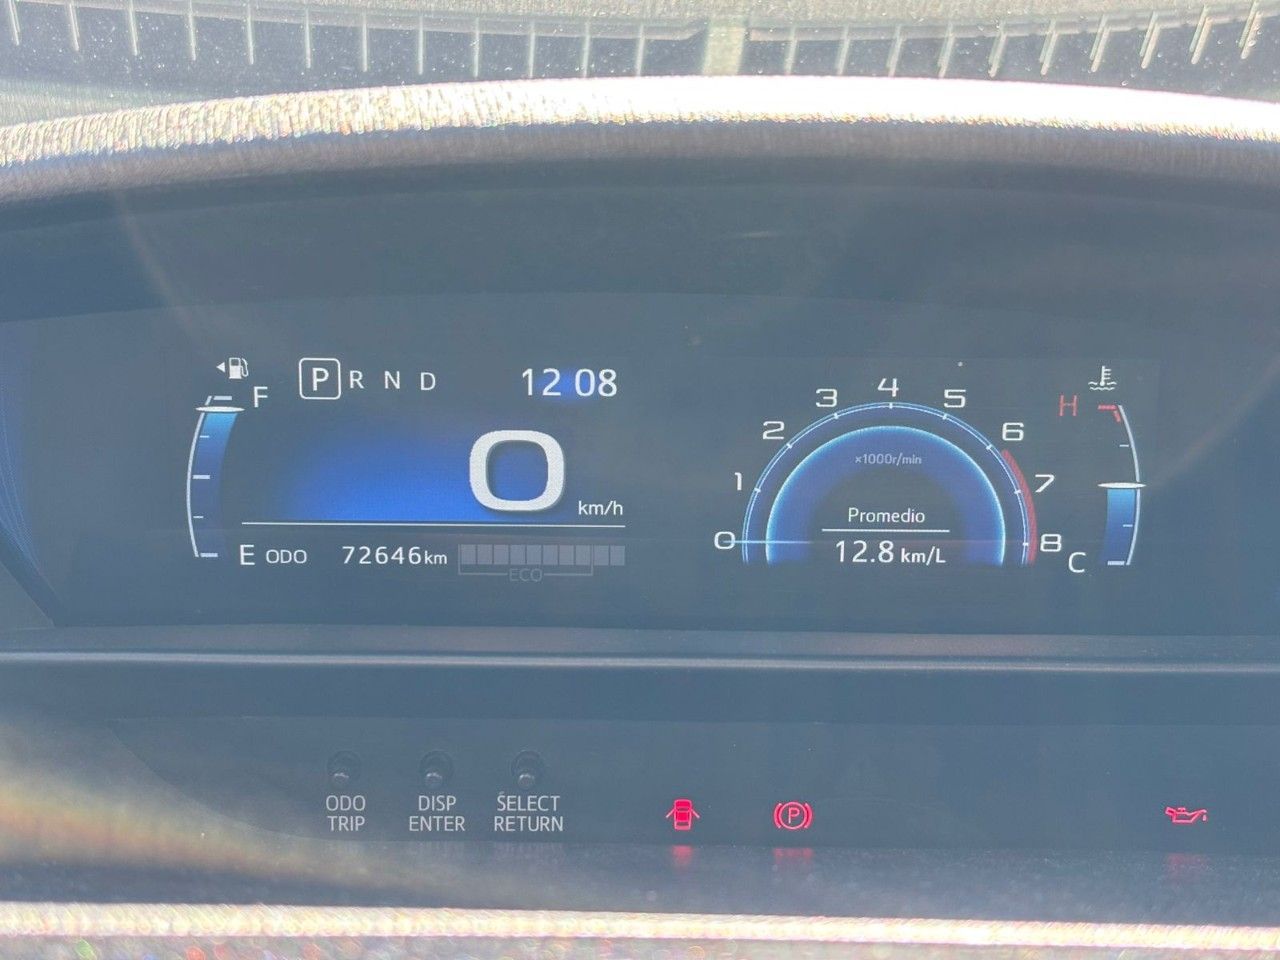 P R N D
12 08
F
0
km/h
E
ODO 72646km
ECO
0
1
2
3
4
5
6
7
8
×1000r/min
Promedio
12.8 km/L
H
C
ODO
TRIP
DISP
ENTER
SELECT
RETURN
P